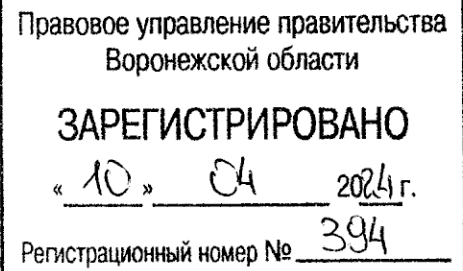 Правовое управление правительства
Воронежской области
ЗАРЕГИСТРИРОВАНО
« 10 » 04 2024 г.
Регистрационный номер № 394